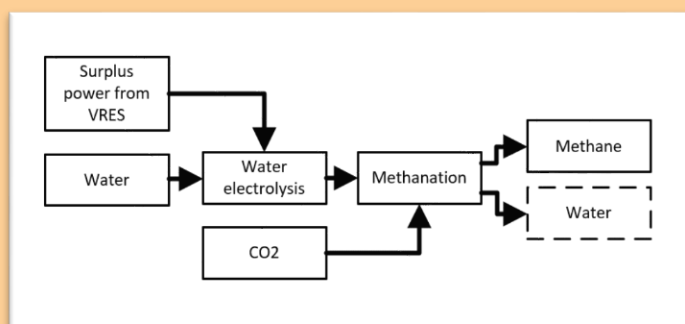 Surplus
power from
VRES
Water
Water
electrolysis
Methanation
Methane
Water
CO2